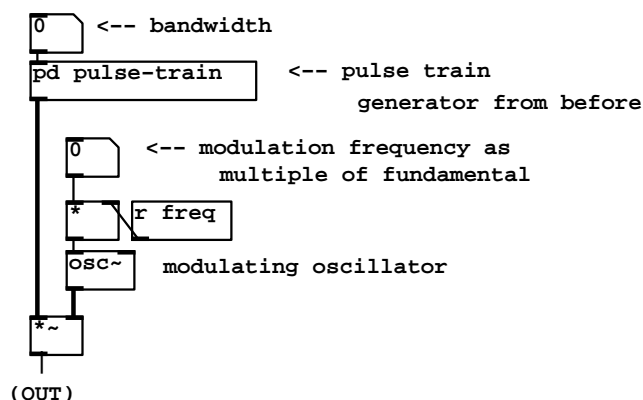 0
<-- bandwidth
pd pulse-train
<-- pulse train
generator from before
0
<-- modulation frequency as
multiple of fundamental
*
r freq
osc~
modulating oscillator
*~
(OUT)